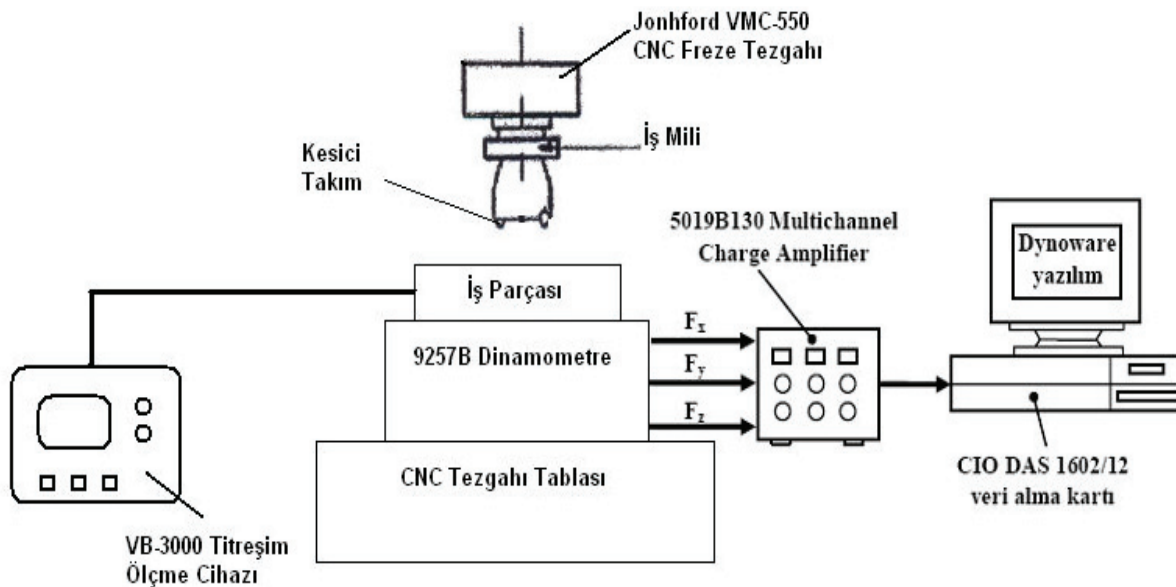 Jonhford VMC-550
CNC Freze Tezgahı
İş Mili
Kesici
Takım
5019B130 Multichannel
Charge Amplifier
Dynoware
yazılım
İş Parçası
9257B Dinamometre
Fx
Fy
Fz
CNC Tezgahı Tablası
CIO DAS 1602/12
veri alma kartı
VB-3000 Titreşim
Ölçme Cihazı